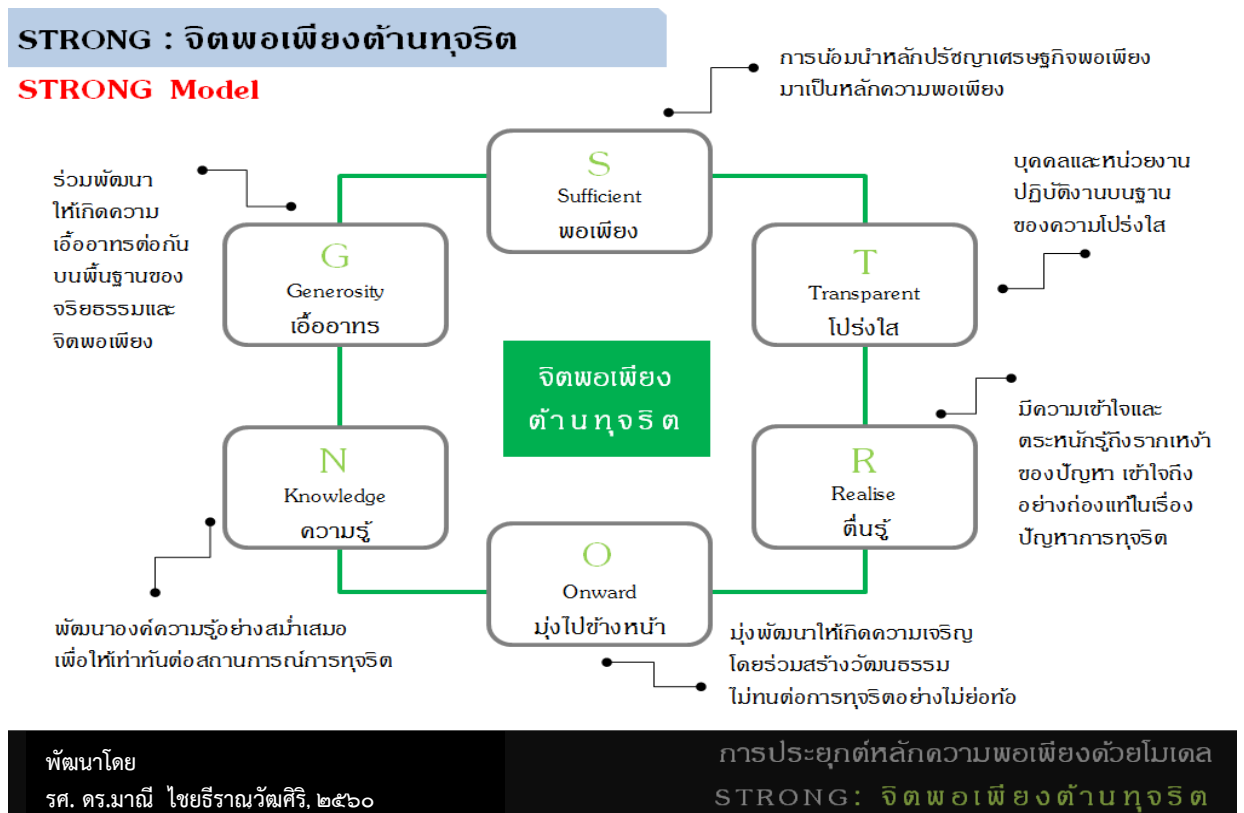 STRONG : จิตพอเพียงต้านทุจริต
STRONG Model
การน้อมนำหลักปรัชญาเศรษฐกิจพอเพียง
มาเป็นหลักความพอเพียง
S
Sufficient
พอเพียง
บุคคลและหน่วยงาน
ปฏิบัติงานบนฐาน
ของความโปร่งใส
T
Transparent
โปร่งใส
มีความเข้าใจและ
ตระหนักรู้ถึงรากเหง้า
ของปัญหา เข้าใจถึง
อย่างถ่องแท้ในเรื่อง
ปัญหาการทุจริต
R
Realise
ตื่นรู้
O
Onward
มุ่งไปข้างหน้า
มุ่งพัฒนาให้เกิดความเจริญ
โดยร่วมสร้างวัฒนธรรม
ไม่ทนต่อการทุจริตอย่างไม่ย่อท้อ
N
Knowledge
ความรู้
พัฒนาองค์ความรู้อย่างสม่ำเสมอ
เพื่อให้เท่าทันต่อสถานการณ์การทุจริต
G
Generosity
เอื้ออาทร
ร่วมพัฒนา
ให้เกิดความ
เอื้ออาทรต่อกัน
บนพื้นฐานของ
จริยธรรมและ
จิตพอเพียง
จิตพอเพียง
ต้านทุจริต
พัฒนาโดย
รศ. ดร.มาณี ไชยธีราณุวัฒศิริ, ๒๕๖๐
การประยุกต์หลักความพอเพียงด้วยโมเดล
STRONG: จิตพอเพียงต้านทุจริต